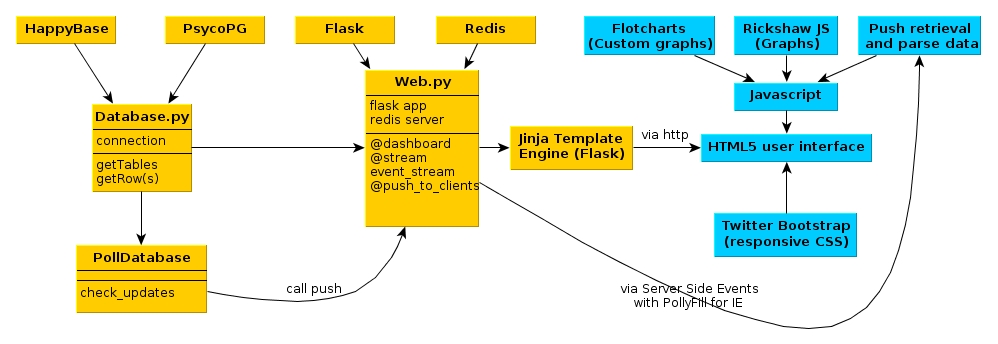 HappyBase
PsycoPG
Flask
Redis
Flotcharts
(Custom graphs)
Rickshaw JS
(Graphs)
Push retrieval
and parse data
Web.py
flask app
redis server
@dashboard
@stream
event_stream
@push_to_clients
Javascript
Database.py
connection
getTables
getRow(s)
Jinja Template
Engine (Flask)
via http
HTML5 user interface
Twitter Bootstrap
(responsive CSS)
PollDatabase
check_updates
call push
via Server Side Events
with PollyFill for IE